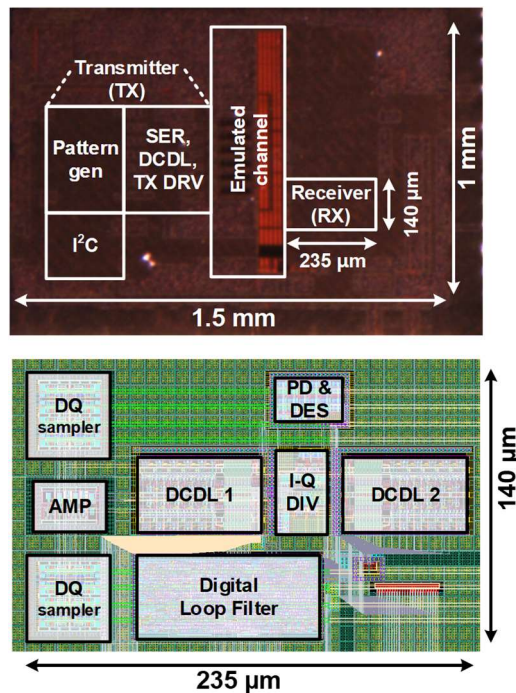 Transmitter
(TX)
Pattern
gen
SER,
DCDL,
TX DRV
I²C
Emulated
channel
Receiver
(RX)
140 µm
235 µm
1 mm
1.5 mm
DQ
sampler
PD &
DES
AMP
DCDL 1
I-Q
DIV
DCDL 2
DQ
sampler
Digital
Loop Filter
140 µm
235 µm